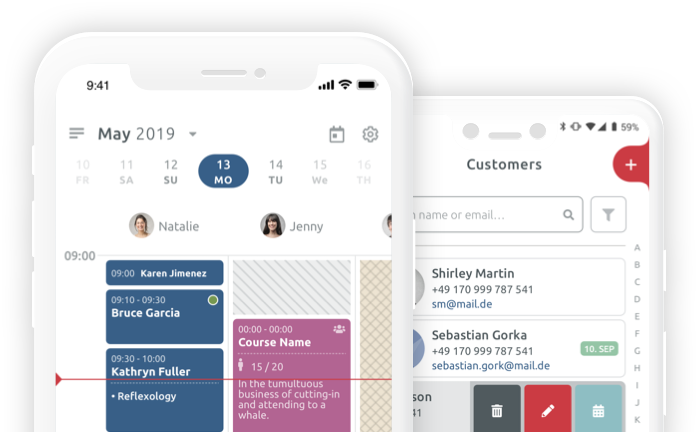 9:41
May 2019
10 11 12 13 14 15 16
FR SA SU MO TU We TH
Natalie
Jenny
09:00
09:00 Karen Jimenez
09:10 - 09:30
Bruce Garcia
09:30 - 10:00
Kathryn Fuller
• Reflexology
00:00 - 00:00
Course Name
15 / 20
In the tumultuous
business of cutting-in
and attending to a
whale.
59%
Customers
+
name or email...
Shirley Martin
+49 170 999 787 541
sm@mail.de
Sebastian Gorka
+49 170 999 787 541
sebastian.gork@mail.de
10. SEP
son
41
A
B
C
D
E
F
G
H
I
J
K